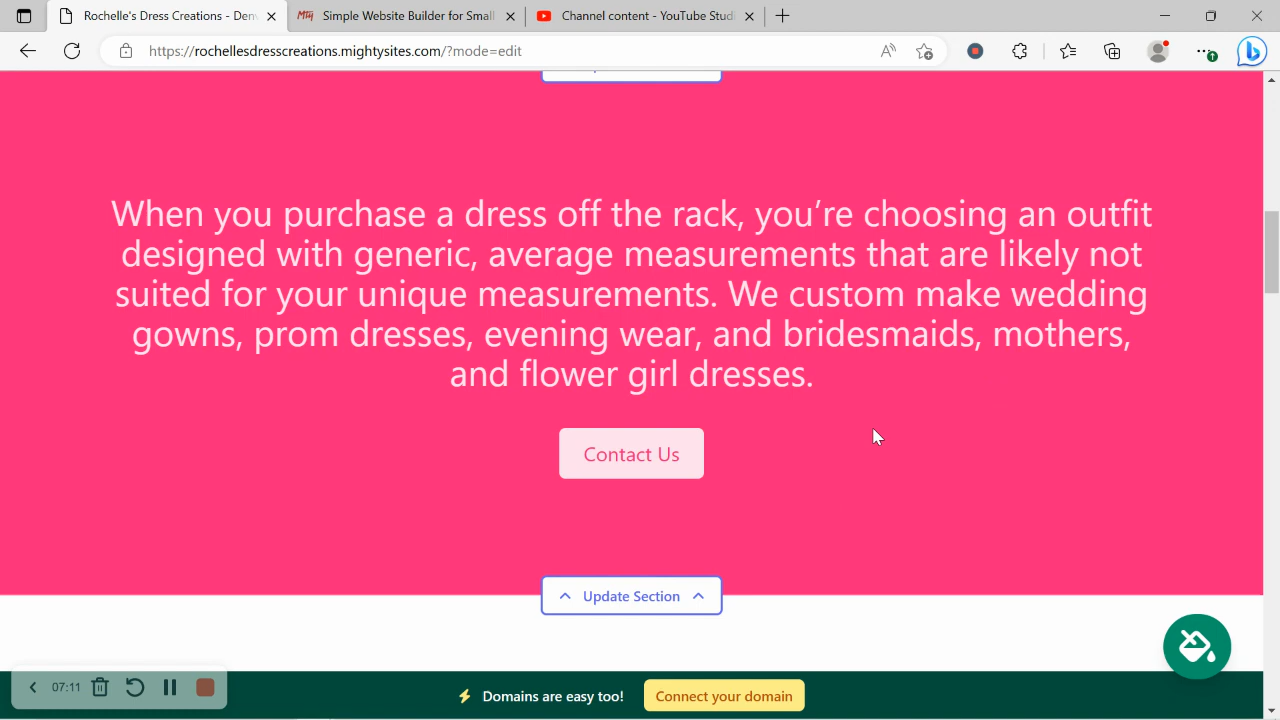 Rochelle's Dress Creations - Den
Simple Website Builder for Small
Channel content - YouTube Studi
https://rochellesdresscreations.mightysites.com/?mode=edit
When you purchase a dress off the rack, you’re choosing an outfit
designed with generic, average measurements that are likely not
suited for your unique measurements. We custom make wedding
gowns, prom dresses, evening wear, and bridesmaids, mothers,
and flower girl dresses.
Contact Us
Update Section
07:11
Domains are easy too!
Connect your domain